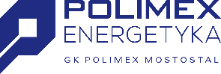 POLIMEX
ENERGETYKA
GK POLIMEX MOSTOSTAL